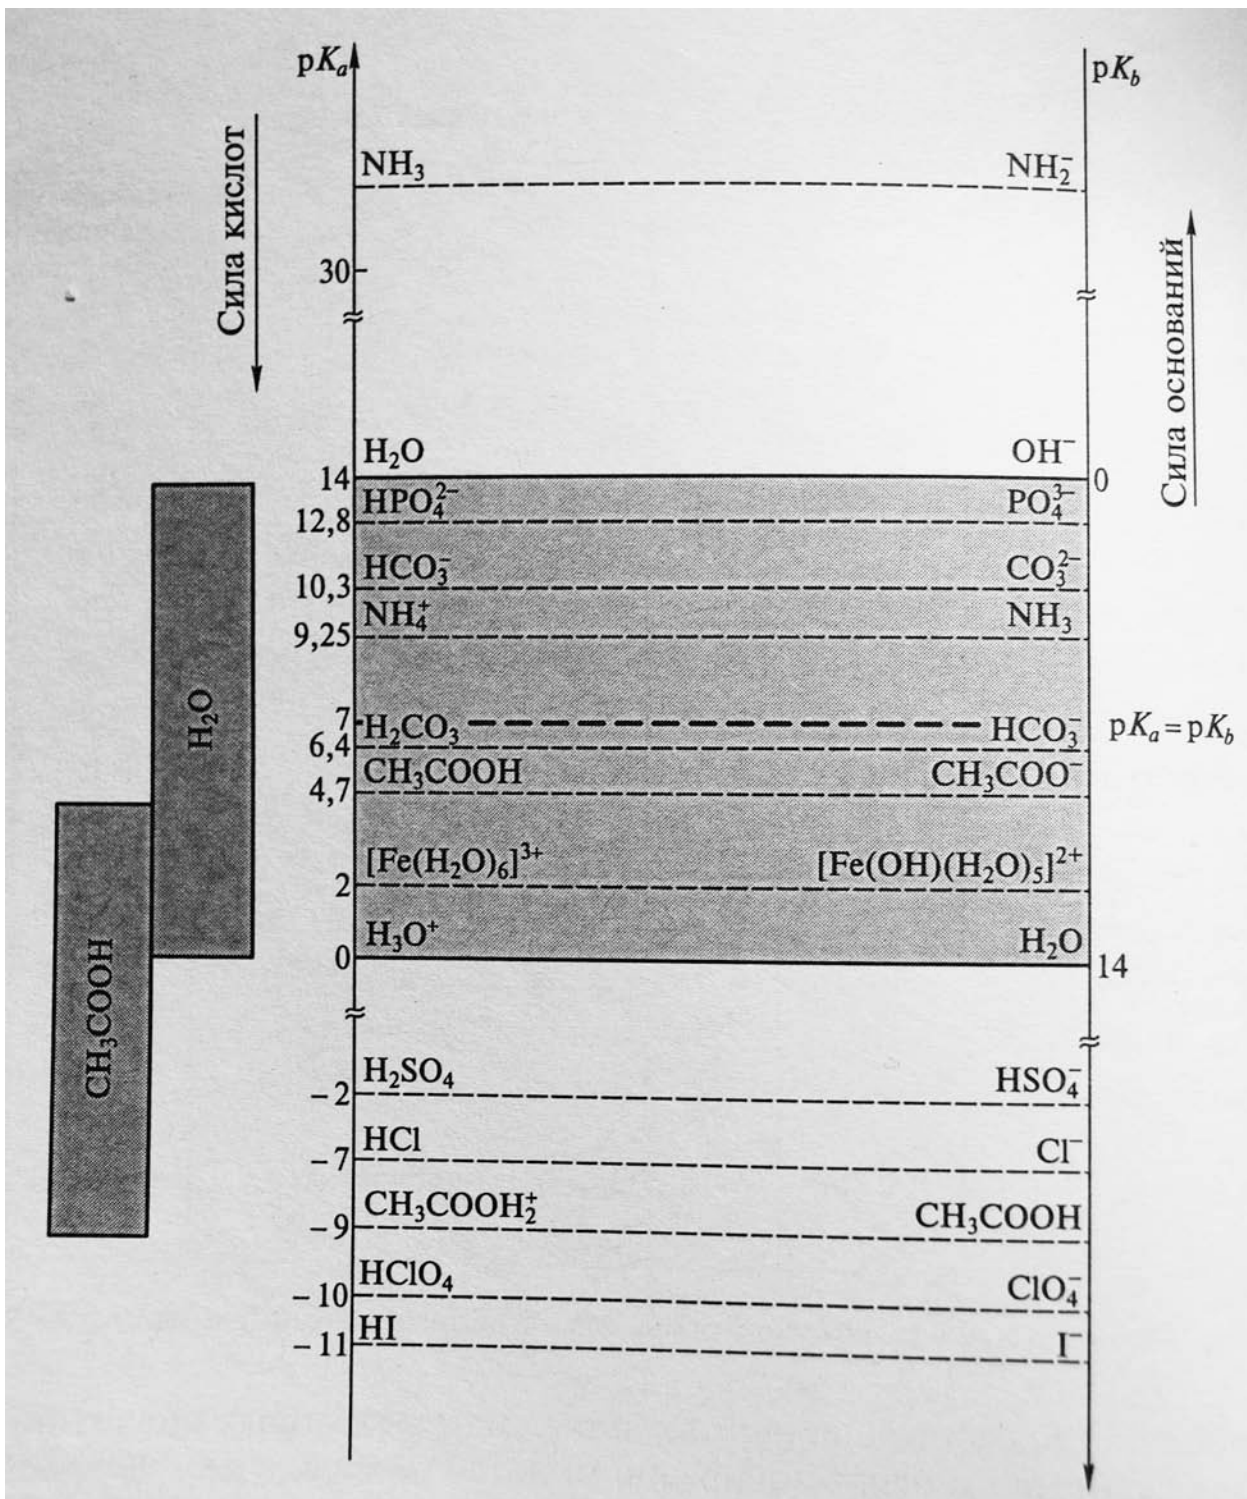 pKₐ pK_b
Сила кислот
NH₃ NH₂⁻
30
Сила оснований
H₂O OH⁻
14 0
HPO₄²⁻ PO₄³⁻
12,8
HCO₃⁻ CO₃²⁻
10,3
NH₄⁺ NH₃
9,25
H₂O
7 H₂CO₃ HCO₃⁻ pKₐ = pK_b
6,4
CH₃COOH CH₃COO⁻
4,7
[Fe(H₂O)₆]³⁺ [Fe(OH)(H₂O)₅]²⁺
2
H₃O⁺ H₂O
0 14
CH₃COOH
H₂SO₄ HSO₄⁻
−2
HCl Cl⁻
−7
CH₃COOH₂⁺ CH₃COOH
−9
HClO₄ ClO₄⁻
−10
HI I⁻
−11